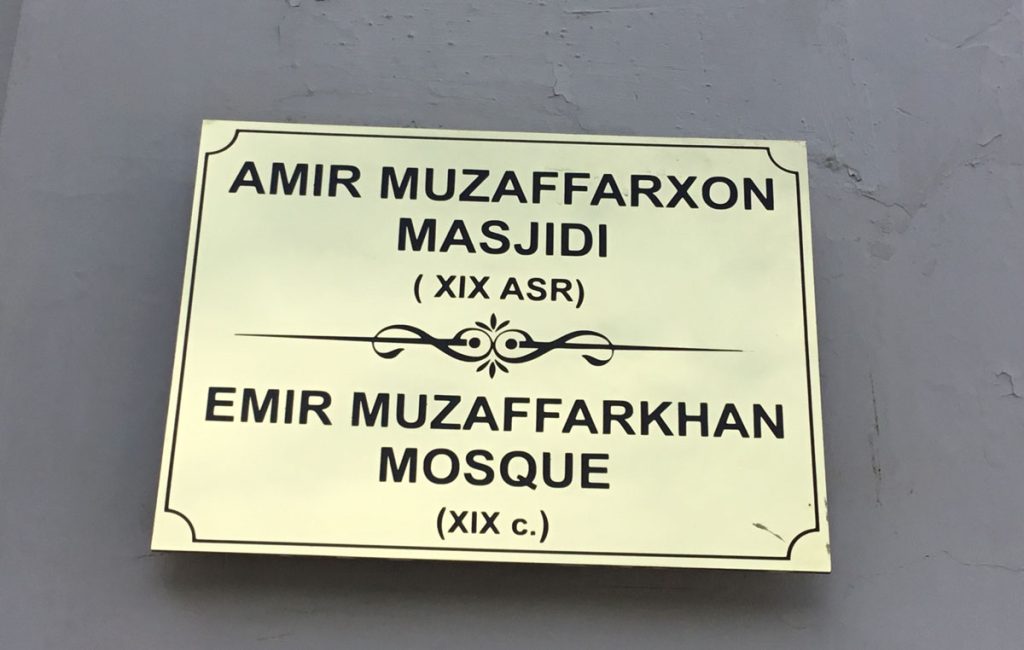 AMIR MUZAFFARXON
MASJIDI
( XIX ASR)
EMIR MUZAFFARKHAN
MOSQUE
(XIX c.)